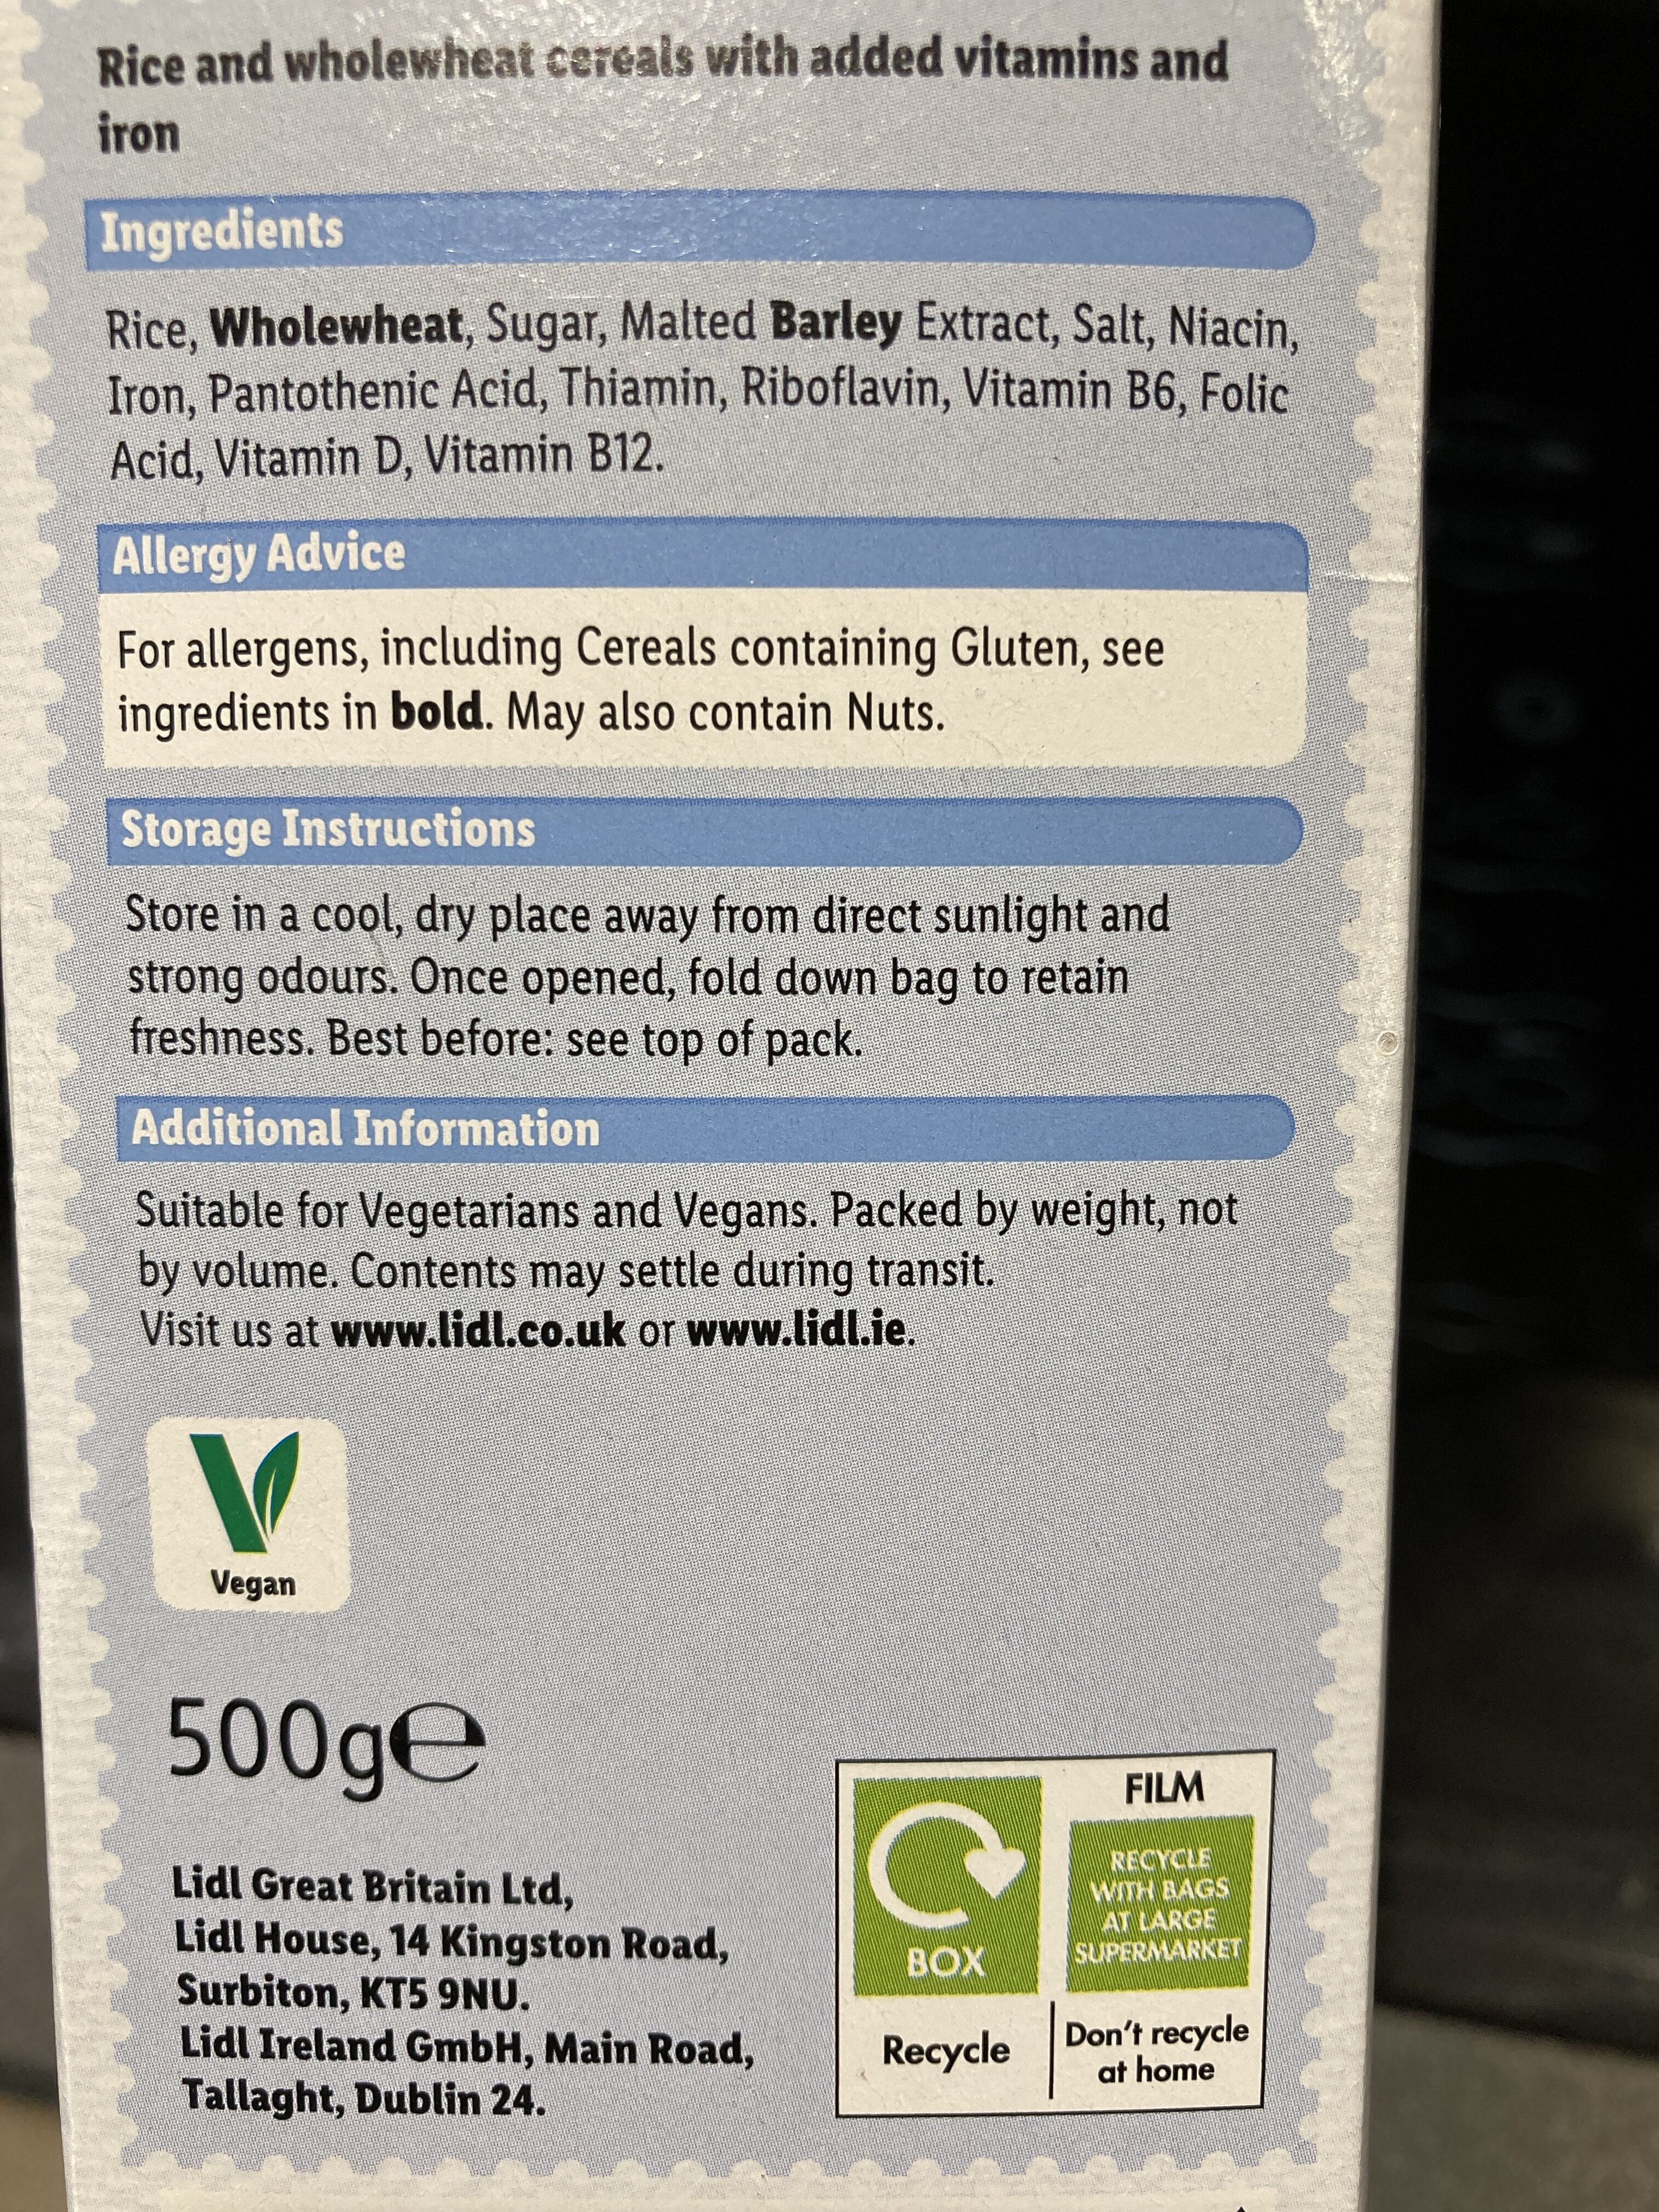 Rice and wholewheat cereals with added vitamins and
iron
Ingredients
Rice, Wholewheat, Sugar, Malted Barley Extract, Salt, Niacin,
Iron, Pantothenic Acid, Thiamin, Riboflavin, Vitamin B6, Folic
Acid, Vitamin D, Vitamin B12.
Allergy Advice
For allergens, including Cereals containing Gluten, see
ingredients in bold. May also contain Nuts.
Storage Instructions
Store in a cool, dry place away from direct sunlight and
strong odours. Once opened, fold down bag to retain
freshness. Best before: see top of pack.
Additional Information
Suitable for Vegetarians and Vegans. Packed by weight, not
by volume. Contents may settle during transit.
Visit us at www.lidl.co.uk or www.lidl.ie.
Vegan
500g℮
Lidl Great Britain Ltd,
Lidl House, 14 Kingston Road,
Surbiton, KT5 9NU.
Lidl Ireland GmbH, Main Road,
Tallaght, Dublin 24.
BOX
Recycle
FILM
RECYCLE
WITH BAGS
AT LARGE
SUPERMARKET
Don't recycle
at home